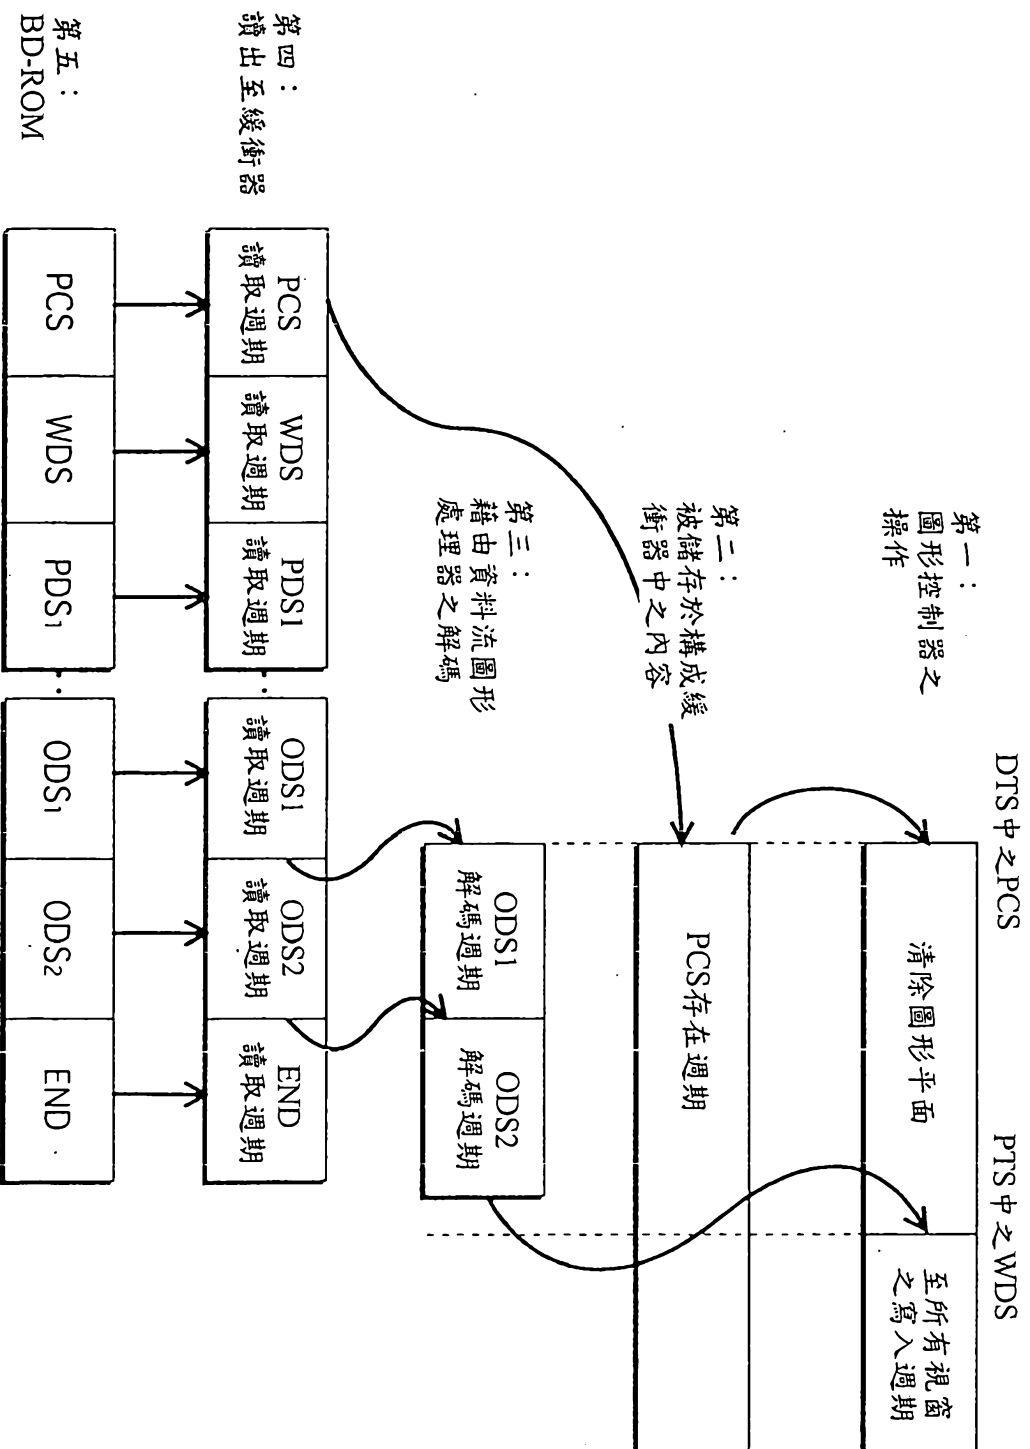 DTS中之PCS
PTS中之WDS
第一：
圖形控制器之
操作
清除圖形平面
至所有視窗
之寫入週期
第二：
被儲存於構成緩
衝器中之內容
PCS存在週期
第三：
藉由資料流圖形
處理器之解碼
ODS1
解碼週期
ODS2
解碼週期
第四：
讀出至緩衝器
PCS
讀取週期
WDS
讀取週期
PDS1
讀取週期
ODS1
讀取週期
ODS2
讀取週期
END
讀取週期
第五：
BD-ROM
PCS
WDS
PDS1
ODS1
ODS2
END